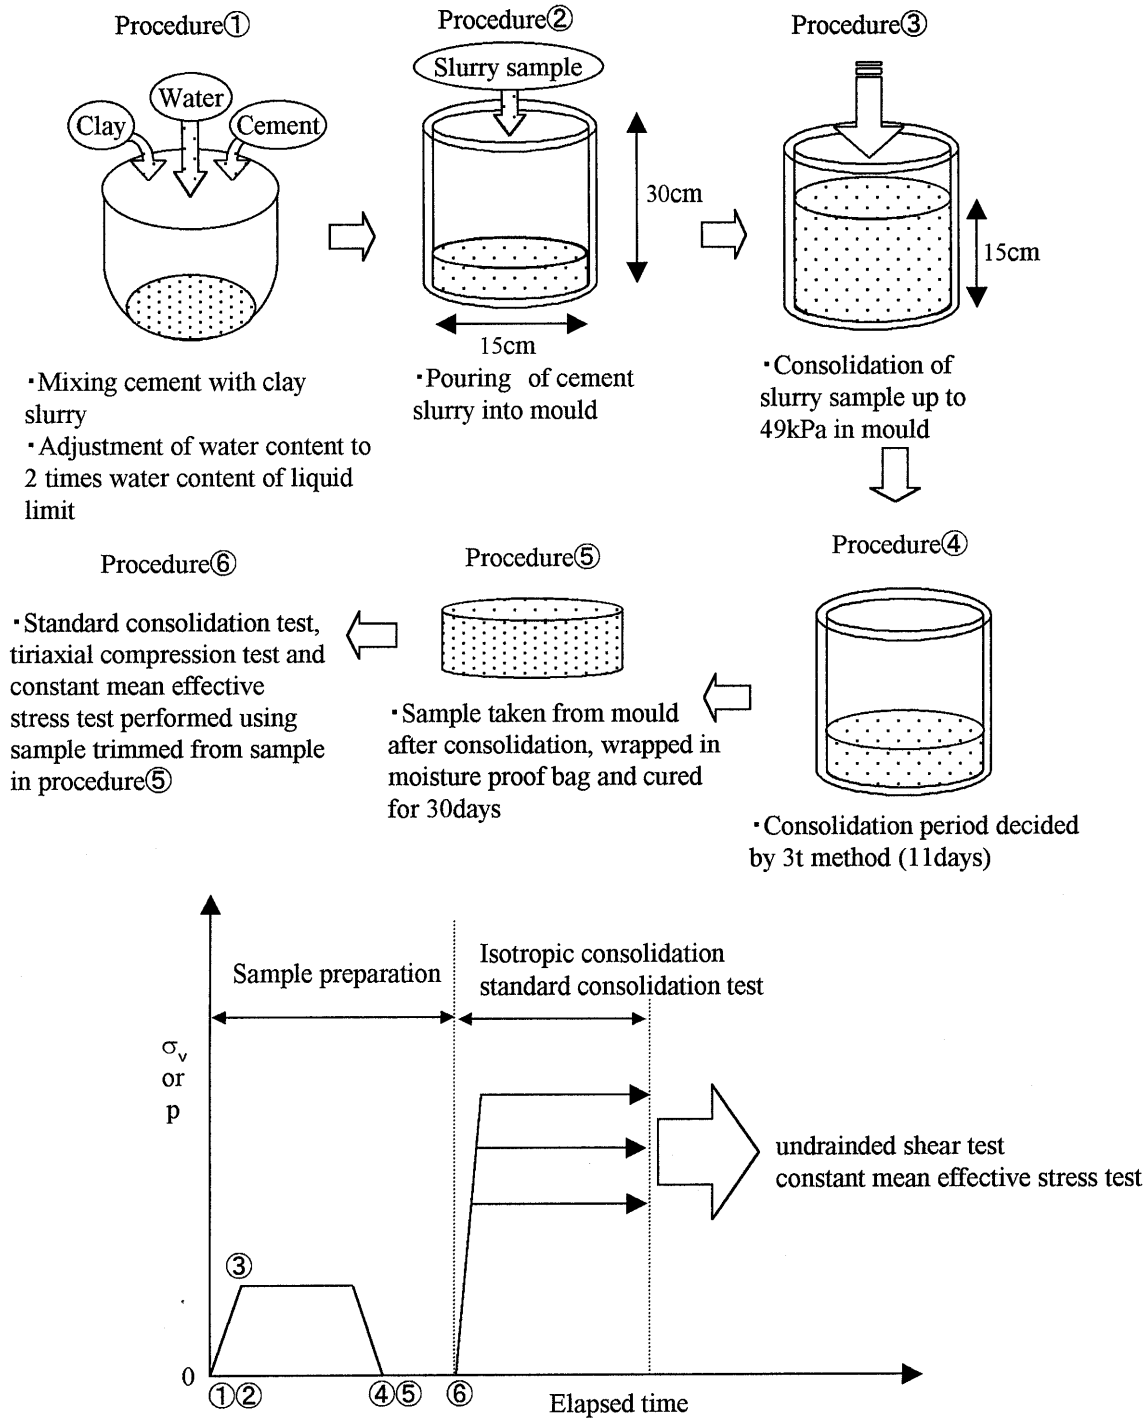 Procedure①
Clay
Water
Cement
・Mixing cement with clay
slurry
・Adjustment of water content to
2 times water content of liquid
limit
Procedure②
Slurry sample
30cm
15cm
・Pouring of cement
slurry into mould
Procedure③
15cm
・Consolidation of
slurry sample up to
49kPa in mould
Procedure④
・Consolidation period decided
by 3t method (11days)
Procedure⑤
・Sample taken from mould
after consolidation, wrapped in
moisture proof bag and cured
for 30days
Procedure⑥
・Standard consolidation test,
tiriaxial compression test and
constant mean effective
stress test performed using
sample trimmed from sample
in procedure⑤
Sample preparation
Isotropic consolidation
standard consolidation test
σv
or
p
undrainded shear test
constant mean effective stress test
③
0
①②
④⑤
⑥
Elapsed time